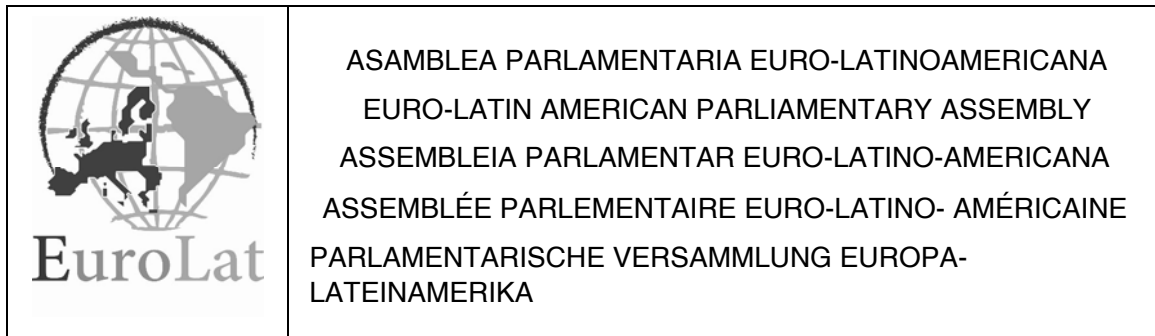 EuroLat
ASAMBLEA PARLAMENTARIA EURO-LATINOAMERICANA
EURO-LATIN AMERICAN PARLIAMENTARY ASSEMBLY
ASSEMBLEIA PARLAMENTAR EURO-LATINO-AMERICANA
ASSEMBLÉE PARLEMENTAIRE EURO-LATINO- AMÉRICAINE
PARLAMENTARISCHE VERSAMMLUNG EUROPA-
LATEINAMERIKA